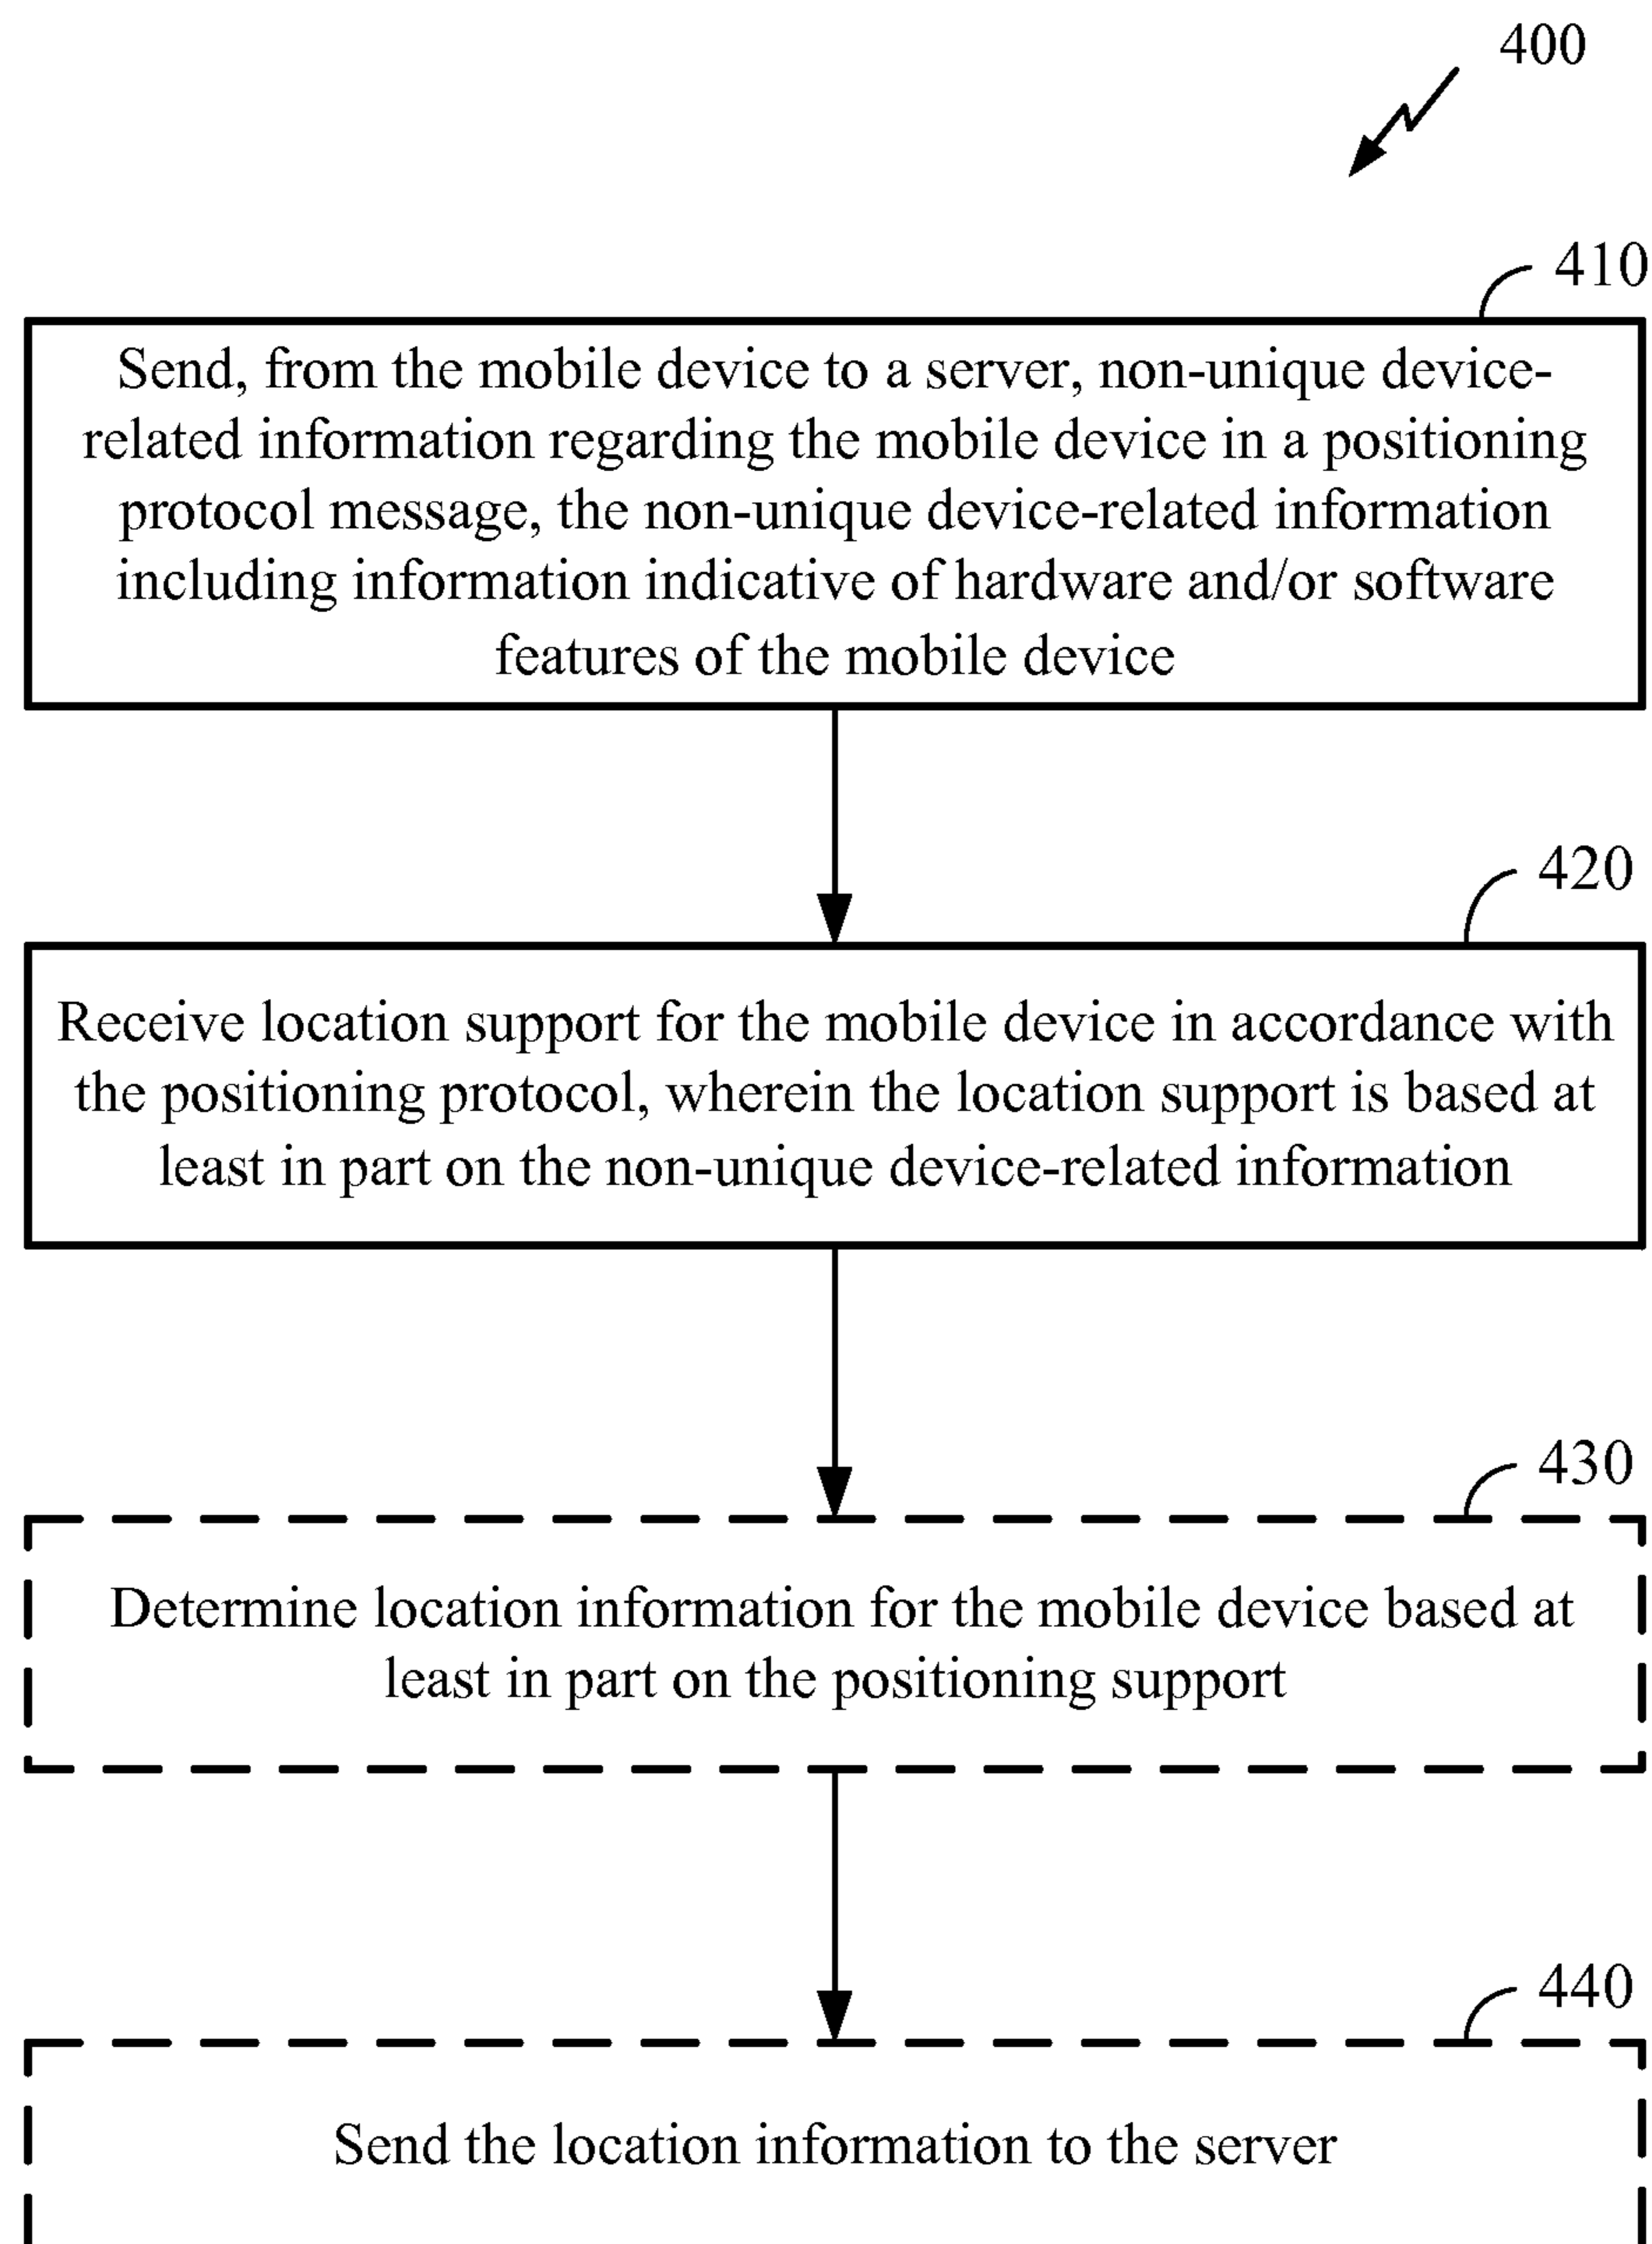 400
410
Send, from the mobile device to a server, non-unique device-
related information regarding the mobile device in a positioning
protocol message, the non-unique device-related information
including information indicative of hardware and/or software
features of the mobile device
420
Receive location support for the mobile device in accordance with
the positioning protocol, wherein the location support is based at
least in part on the non-unique device-related information
430
Determine location information for the mobile device based at
least in part on the positioning support
440
Send the location information to the server